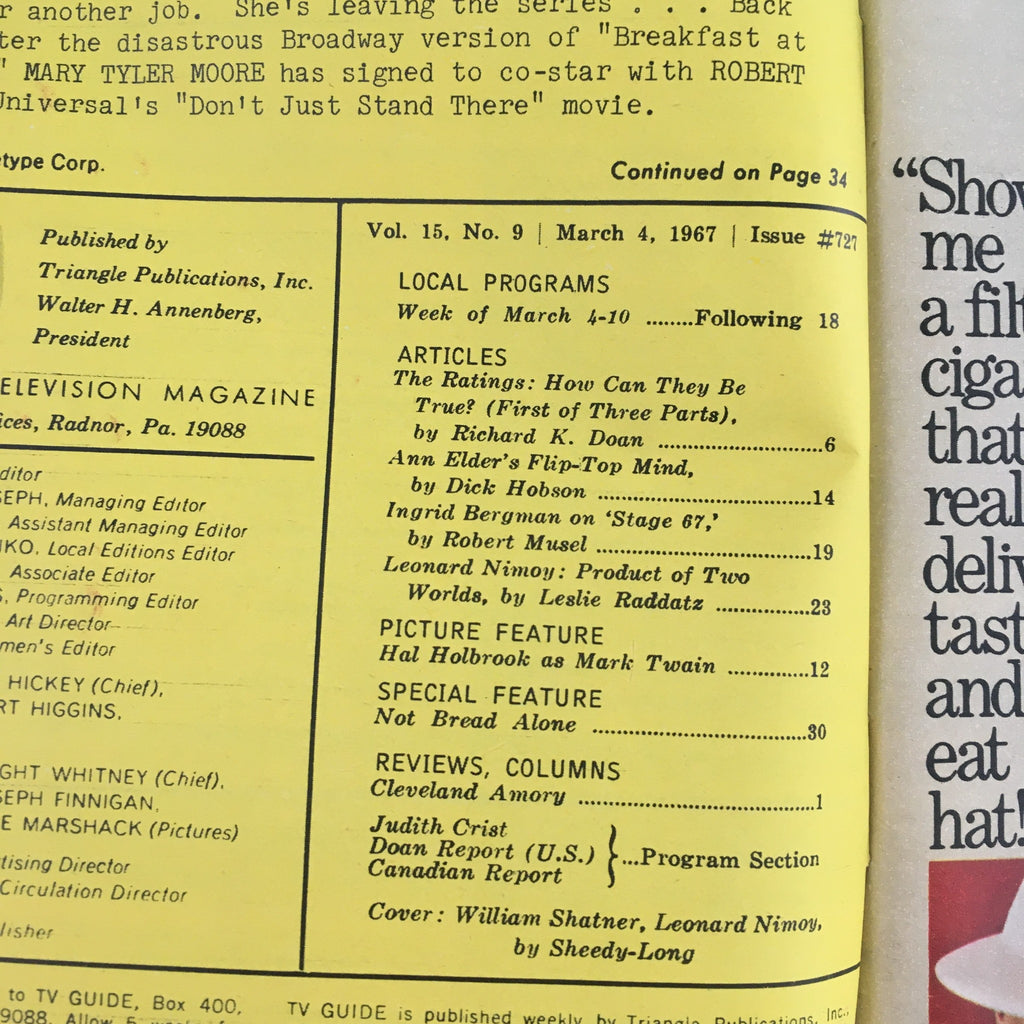 r another job. She's leaving the series . . . Back
ter the disastrous Broadway version of "Breakfast at
" MARY TYLER MOORE has signed to co-star with ROBERT
Universal's "Don't Just Stand There" movie.
type Corp.
Continued on Page 34
Published by
Triangle Publications, Inc.
Walter H. Annenberg,
President
ELEVISION MAGAZINE
ices, Radnor, Pa. 19088
ditor
SEPH, Managing Editor
Assistant Managing Editor
NKO, Local Editions Editor
Associate Editor
S, Programming Editor
Art Director
men's Editor
HICKEY (Chief),
RT HIGGINS,
GHT WHITNEY (Chief),
SEPH FINNIGAN,
E MARSHACK (Pictures)
tising Director
Circulation Director
lisher
Vol. 15, No. 9 | March 4, 1967 | Issue #727
LOCAL PROGRAMS
Week of March 4-10 ........Following 18
ARTICLES
The Ratings: How Can They Be
True? (First of Three Parts),
by Richard K. Doan ...........................6
Ann Elder's Flip-Top Mind,
by Dick Hobson ...................................14
Ingrid Bergman on 'Stage 67,'
by Robert Musel ...................................19
Leonard Nimoy: Product of Two
Worlds, by Leslie Raddatz ...............23
PICTURE FEATURE
Hal Holbrook as Mark Twain ............12
SPECIAL FEATURE
Not Bread Alone ...................................30
REVIEWS, COLUMNS
Cleveland Amory ......................................1
Judith Crist
Doan Report (U.S.) }...Program Section
Canadian Report
Cover: William Shatner, Leonard Nimoy,
by Sheedy-Long
to TV GUIDE, Box 400,
9088. Allow
TV GUIDE is published weekly by Triangle Publications, Inc.,
"Show
me
a filt
ciga
that
real
deliv
tast
and
eat
hat!